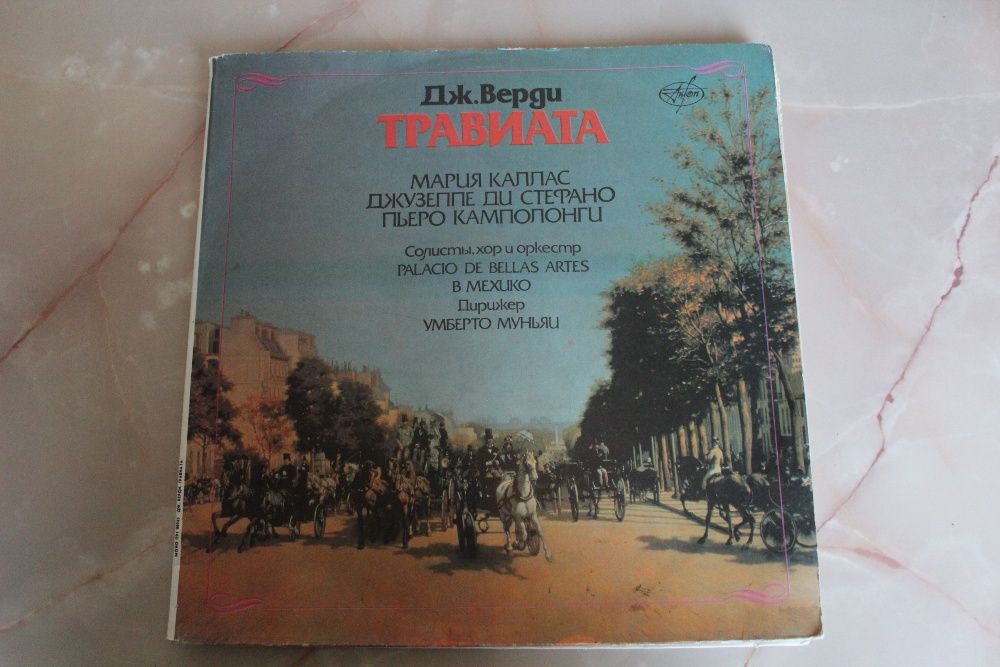 Дж. Верди
ТРАВИАТА
МАРИЯ КАЛЛАС
ДЖУЗЕППЕ ДИ СТЕФАНО
ПЬЕРО КАМПОЛОНГИ
Солисты, хор и оркестр
PALACIO DE BELLAS ARTES
В МЕХИКО
Дирижер
УМБЕРТО МУНЬЯИ